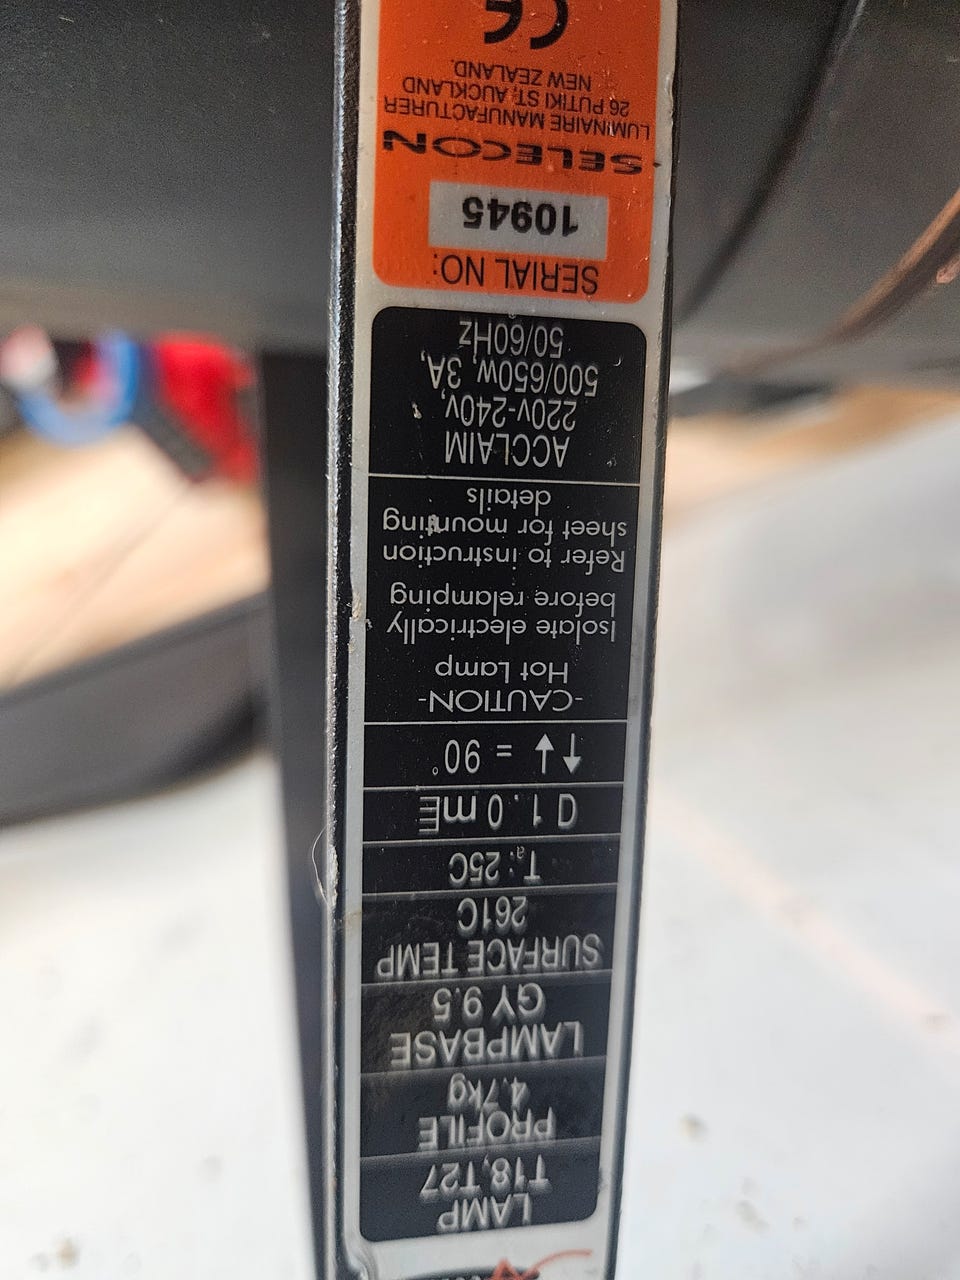 LAMP
T18,T27
PROFILE
4.7kg
LAMPBASE
GY 9.5
SURFACE TEMP
261C
Ta: 25C
1.0 mE
= 90°
-CAUTION-
Hot Lamp
Isolate electrically
before relamping
Refer to instruction
sheet for mounting
details
ACCLAIM
220v-240v,
500/650w, 3A,
50/60Hz
SERIAL NO:
10945
SELECON
LUMINAIRE MANUFACTURER
26 PUTIKI ST, AUCKLAND
NEW ZEALAND.
CE